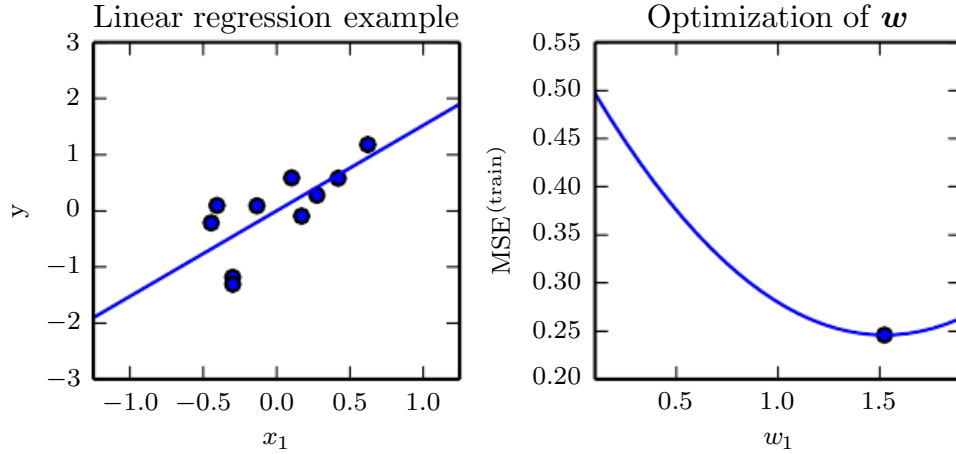 Linear regression example
3
2
1
0
−1
−2
−3
y
−1.0 −0.5 0.0 0.5 1.0
x₁
Optimization of w
0.55
0.50
0.45
0.40
0.35
0.30
0.25
0.20
MSE⁽ᵗʳᵃⁱⁿ⁾
0.5 1.0 1.5
w₁